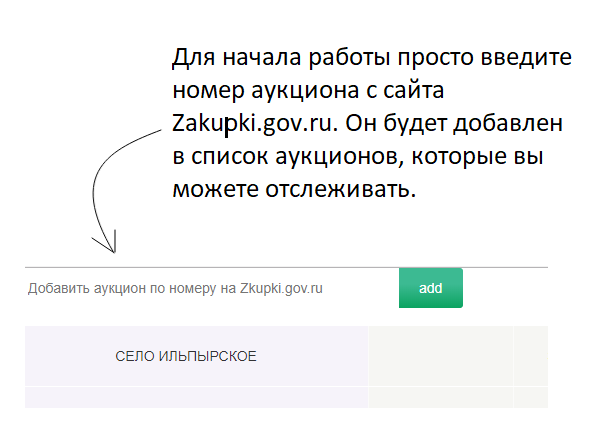 Для начала работы просто введите
номер аукциона с сайта
Zakupki.gov.ru. Он будет добавлен
в список аукционов, которые вы
можете отслеживать.
Добавить аукцион по номеру на Zkupki.gov.ru
add
СЕЛО ИЛЬПЫРСКОЕ